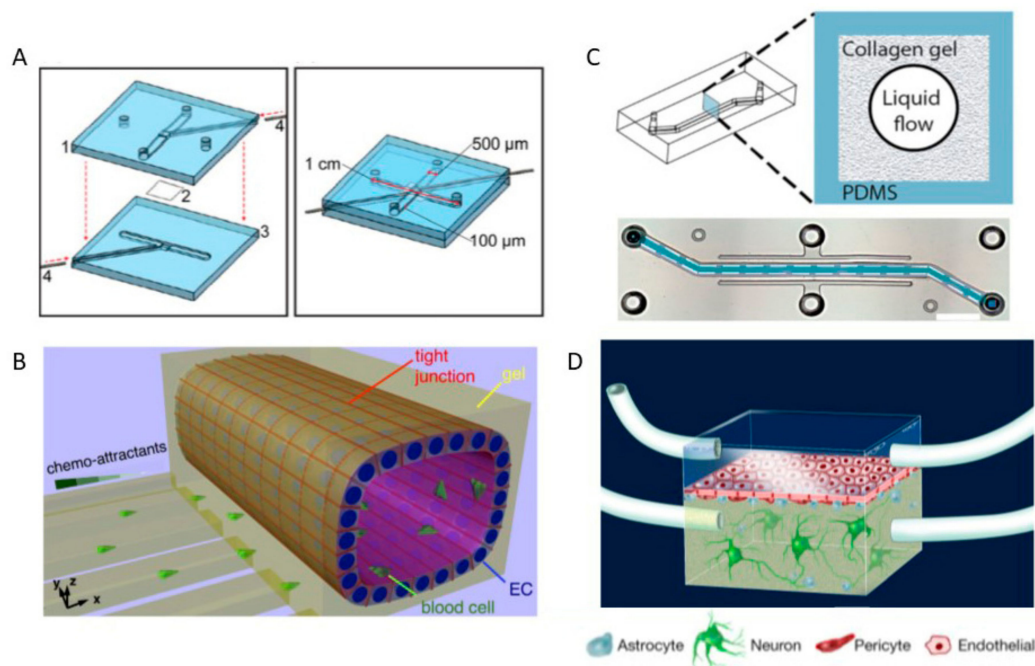 A
1
2
3
4
4
1 cm
500 µm
100 µm
B
tight
junction
gel
chemo-attractants
y
z
x
EC
blood cell
C
Collagen gel
Liquid
flow
PDMS
D
Astrocyte
Neuron
Pericyte
Endothelial